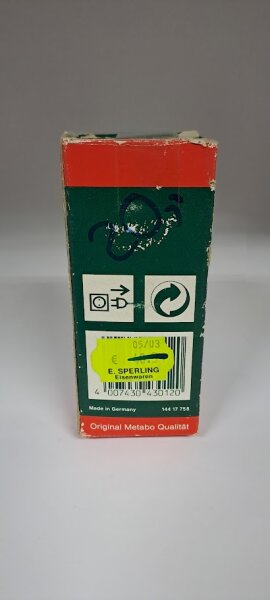 05/03
€
E. SPERLING
Eisenwaren
4 007430 430120
Made in Germany 144 17 758
Original Metabo Qualität